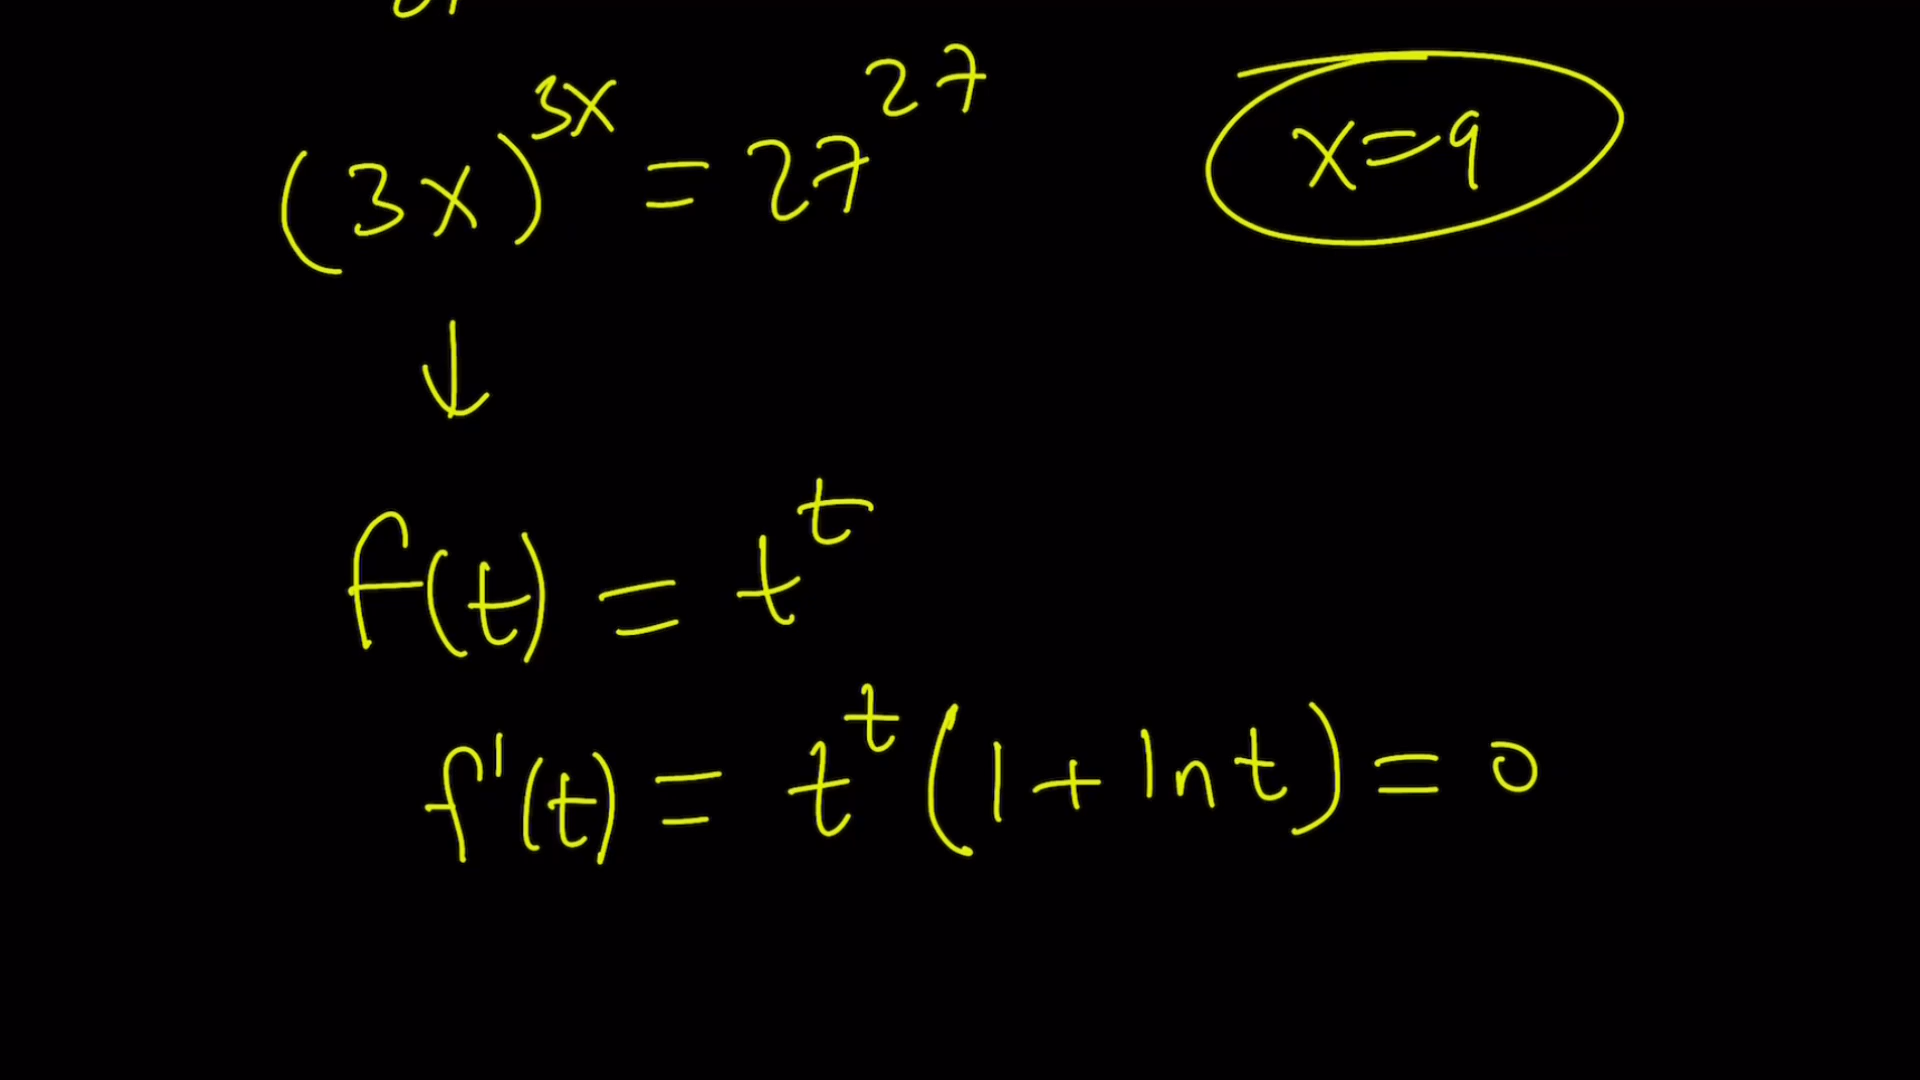 (3x)^3x = 27^27
x=9
↓
f(t) = t^t
f'(t) = t^t (1 + ln t) = 0